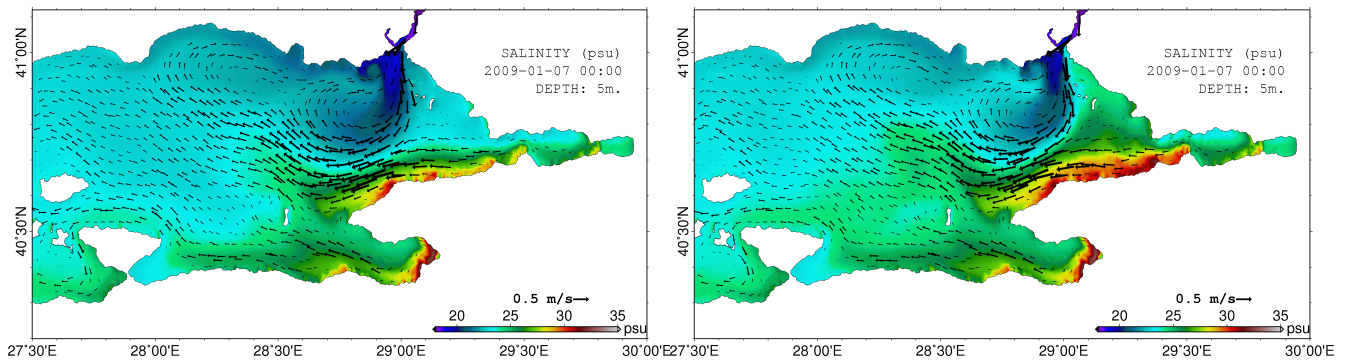 41°00'N
SALINITY (psu)
2009-01-07 00:00
DEPTH: 5m.
40°30'N
0.5 m/s
20 25 30 35
psu
27°30'E 28°00'E 28°30'E 29°00'E 29°30'E 30°00'E
41°00'N
SALINITY (psu)
2009-01-07 00:00
DEPTH: 5m.
40°30'N
0.5 m/s
20 25 30 35
psu
27°30'E 28°00'E 28°30'E 29°00'E 29°30'E 30°00'E